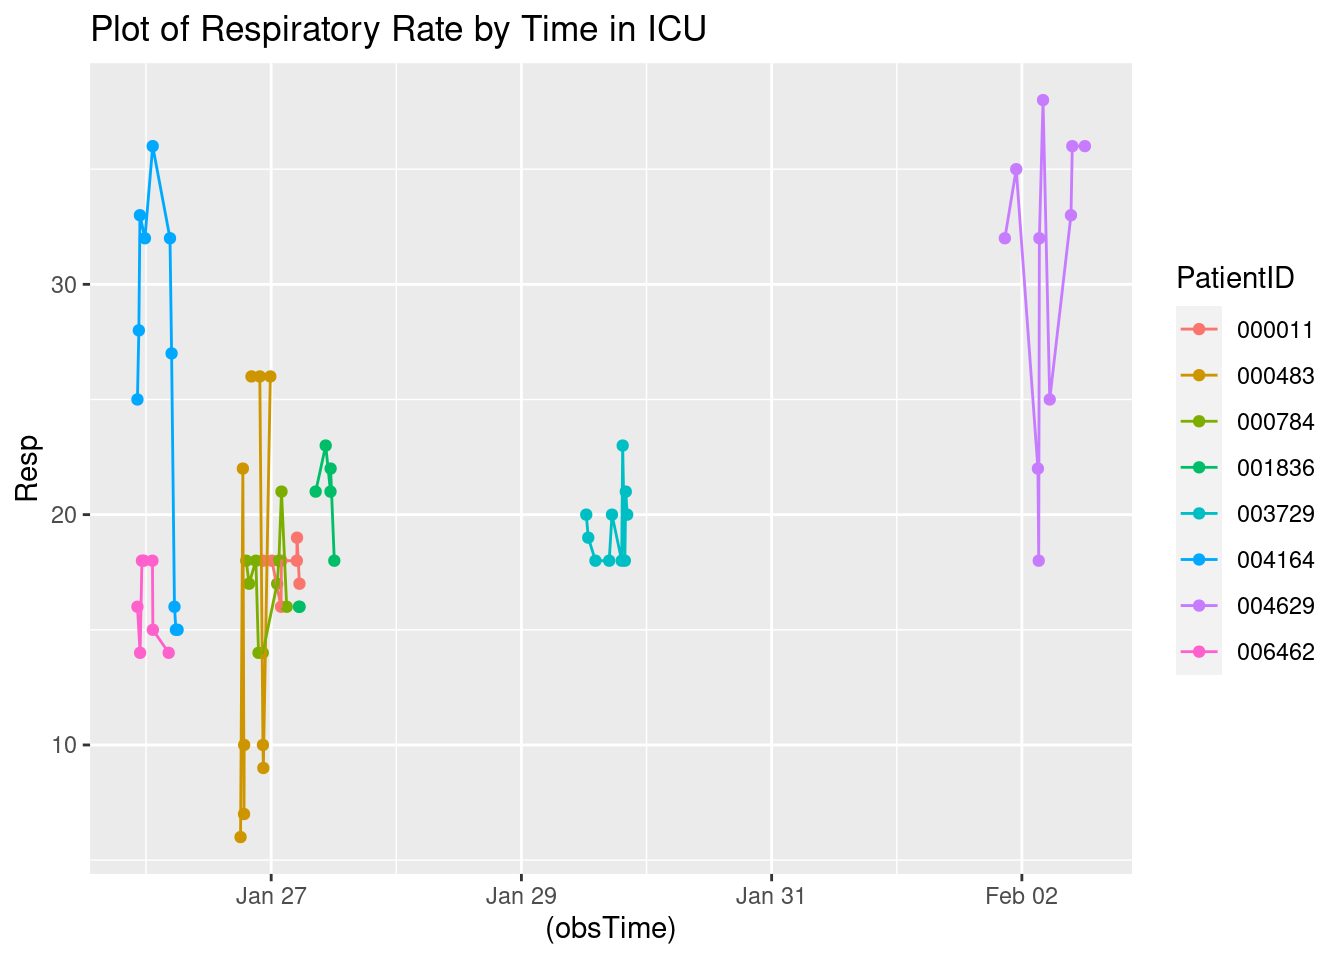 Plot of Respiratory Rate by Time in ICU
Resp
30
20
10
Jan 27
Jan 29
Jan 31
Feb 02
(obsTime)
PatientID
000011
000483
000784
001836
003729
004164
004629
006462